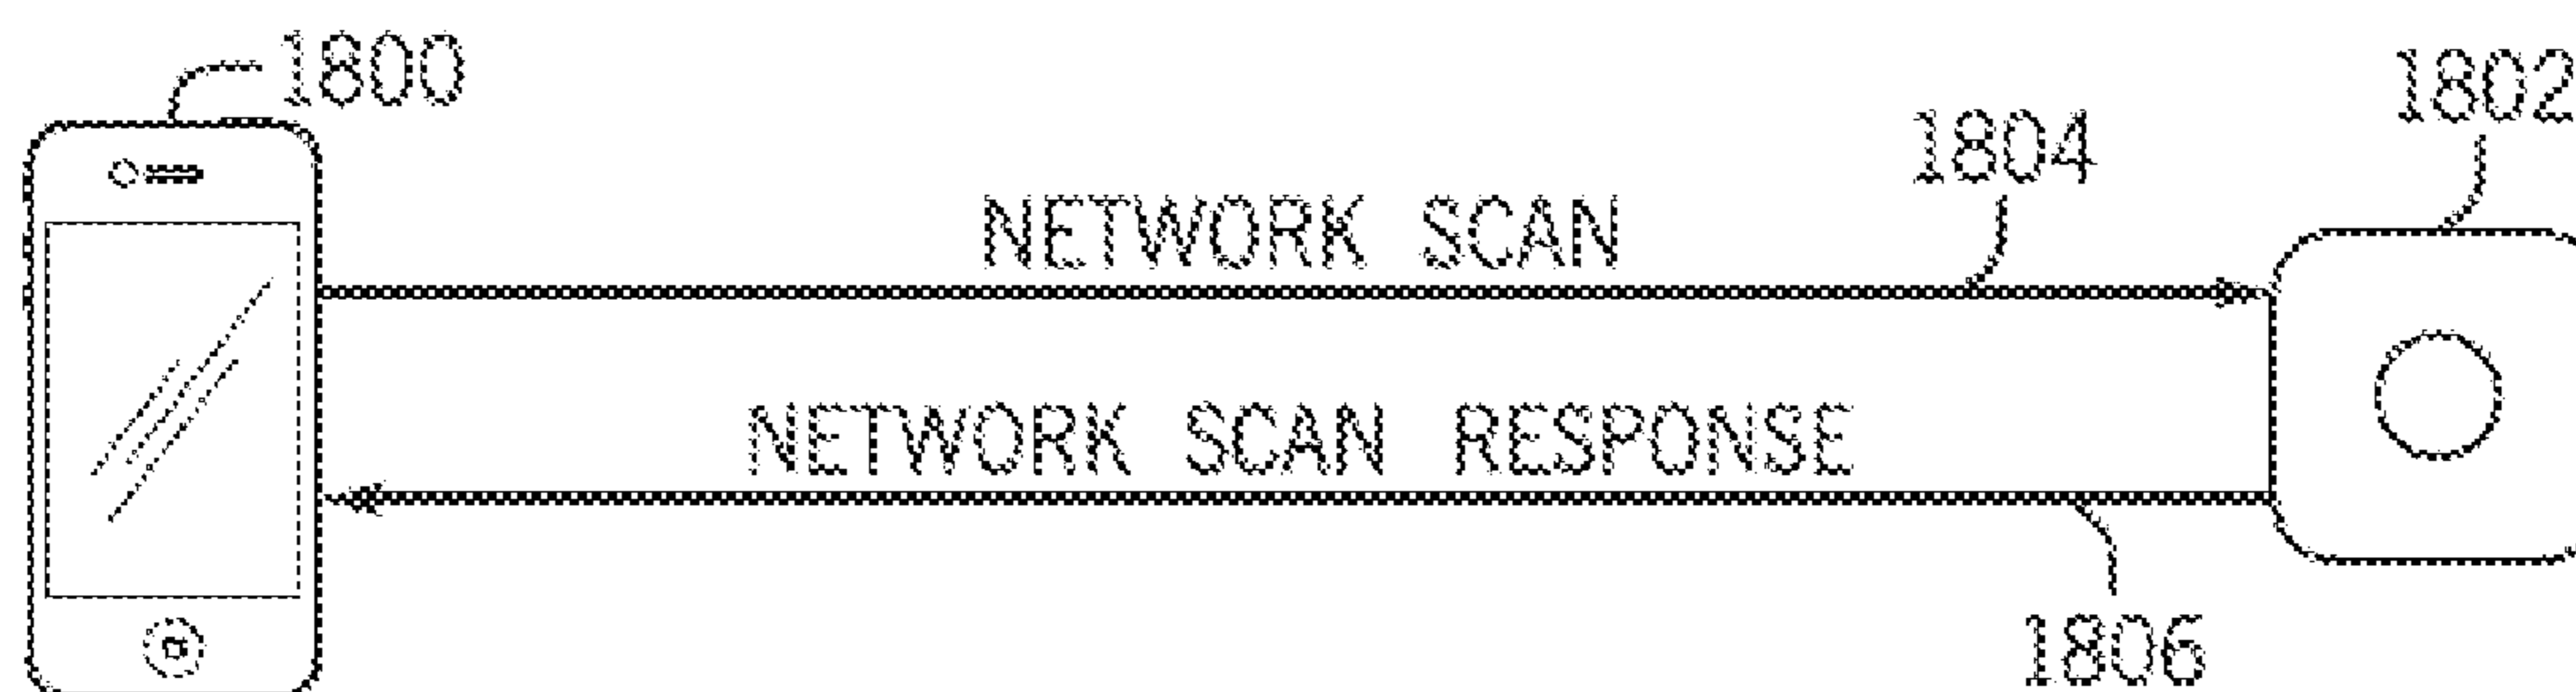 1800
1802
1804
NETWORK SCAN
NETWORK SCAN RESPONSE
1806